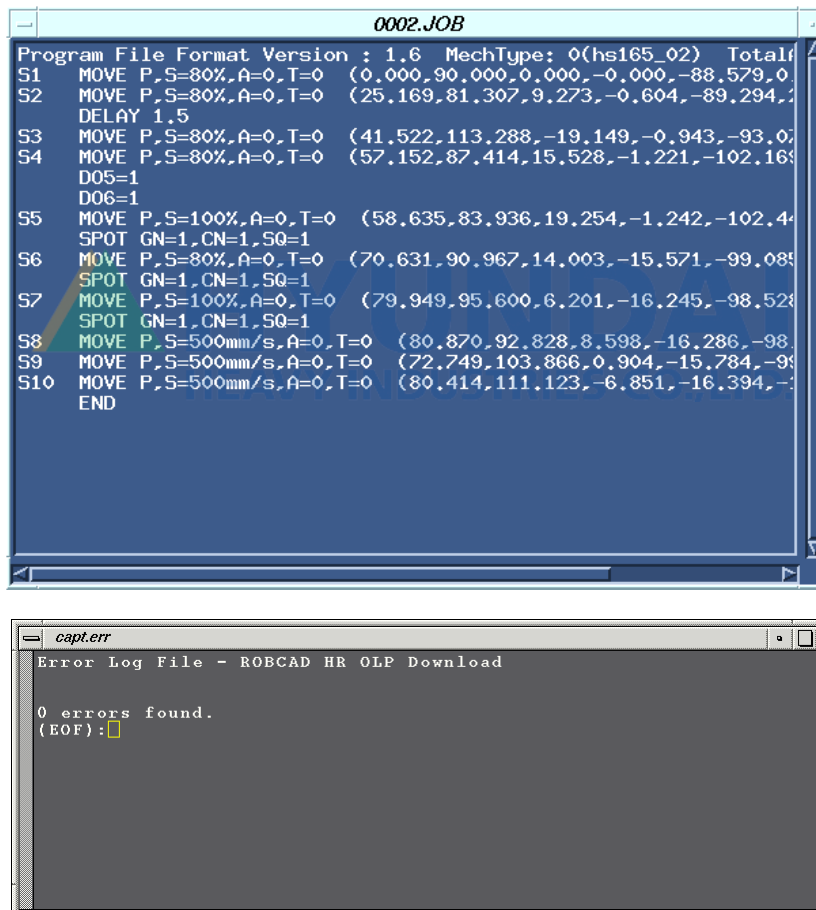 0002.JOB
Program File Format Version : 1.6 MechType: 0(hs165_02)
S1 MOVE P,S=80%,A=0,T=0 (0.000,90.000,0.000,-0.000,-88.579,0.
S2 MOVE P,S=80%,A=0,T=0 (25.169,81.307,9.273,-0.604,-89.294,
DELAY 1.5
S3 MOVE P,S=80%,A=0,T=0 (41.522,113.288,-19.149,-0.943,-93.0
S4 MOVE P,S=80%,A=0,T=0 (57.152,87.414,15.528,-1.221,-102.16
DO5=1
DO6=1
S5 MOVE P,S=100%,A=0,T=0 (58.635,83.936,19.254,-1.242,-102.4
SPOT GN=1,CN=1,SQ=1
S6 MOVE P,S=80%,A=0,T=0 (70.631,90.967,14.003,-15.571,-99.08
SPOT GN=1,CN=1,SQ=1
S7 MOVE P,S=100%,A=0,T=0 (79.949,95.600,6.201,-16.245,-98.52
SPOT GN=1,CN=1,SQ=1
S8 MOVE P,S=500mm/s,A=0,T=0 (80.870,92.828,8.598,-16.286,-98.
S9 MOVE P,S=500mm/s,A=0,T=0 (72.749,103.866,0.904,-15.784,-9
S10 MOVE P,S=500mm/s,A=0,T=0 (80.414,111.123,-6.851,-16.394,-
END
HYUNDAI
HEAVY INDUSTRIES CO.,LTD.
capt.err
Error Log File - ROBCAD HR OLP Download
0 errors found.
(EOF):